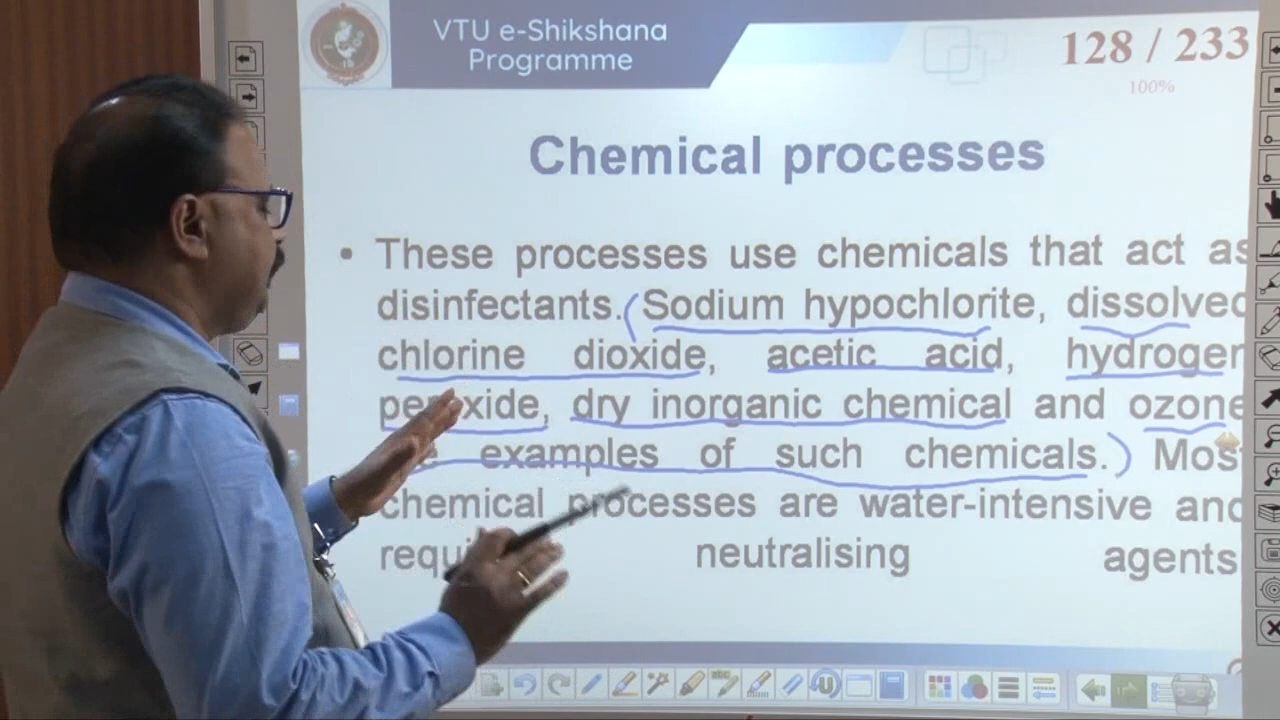 VTU e-Shikshana
Programme
128 / 233
100%
Chemical processes
• These processes use chemicals that act as
disinfectants. (Sodium hypochlorite, dissolved
chlorine dioxide, acetic acid, hydrogen
peroxide, dry inorganic chemical and ozone
examples of such chemicals.) Most
chemical processes are water-intensive and
neutralising agents